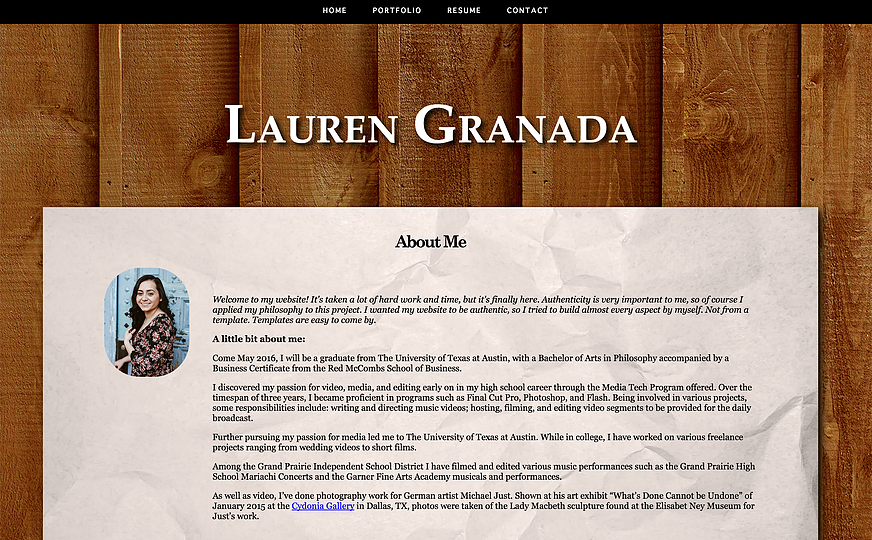 HOME PORTFOLIO RESUME CONTACT
Lauren Granada
About Me
Welcome to my website! It's taken a lot of hard work and time, but it's finally here. Authenticity is very important to me, so of course I
applied my philosophy to this project. I wanted my website to be authentic, so I tried to build almost every aspect by myself. Not from a
template. Templates are easy to come by.
A little bit about me:
Come May 2016, I will be a graduate from The University of Texas at Austin, with a Bachelor of Arts in Philosophy accompanied by a
Business Certificate from the Red McCombs School of Business.
I discovered my passion for video, media, and editing early on in my high school career through the Media Tech Program offered. Over the
timespan of three years, I became proficient in programs such as Final Cut Pro, Photoshop, and Flash. Being involved in various projects,
some responsibilities include: writing and directing music videos; hosting, filming, and editing video segments to be provided for the daily
broadcast.
Further pursuing my passion for media led me to The University of Texas at Austin. While in college, I have worked on various freelance
projects ranging from wedding videos to short films.
Among the Grand Prairie Independent School District I have filmed and edited various music performances such as the Grand Prairie High
School Mariachi Concerts and the Garner Fine Arts Academy musicals and performances.
As well as video, I've done photography work for German artist Michael Just. Shown at his art exhibit “What's Done Cannot be Undone” of
January 2015 at the Cydonia Gallery in Dallas, TX, photos were taken of the Lady Macbeth sculpture found at the Elisabet Ney Museum for
Just's work.